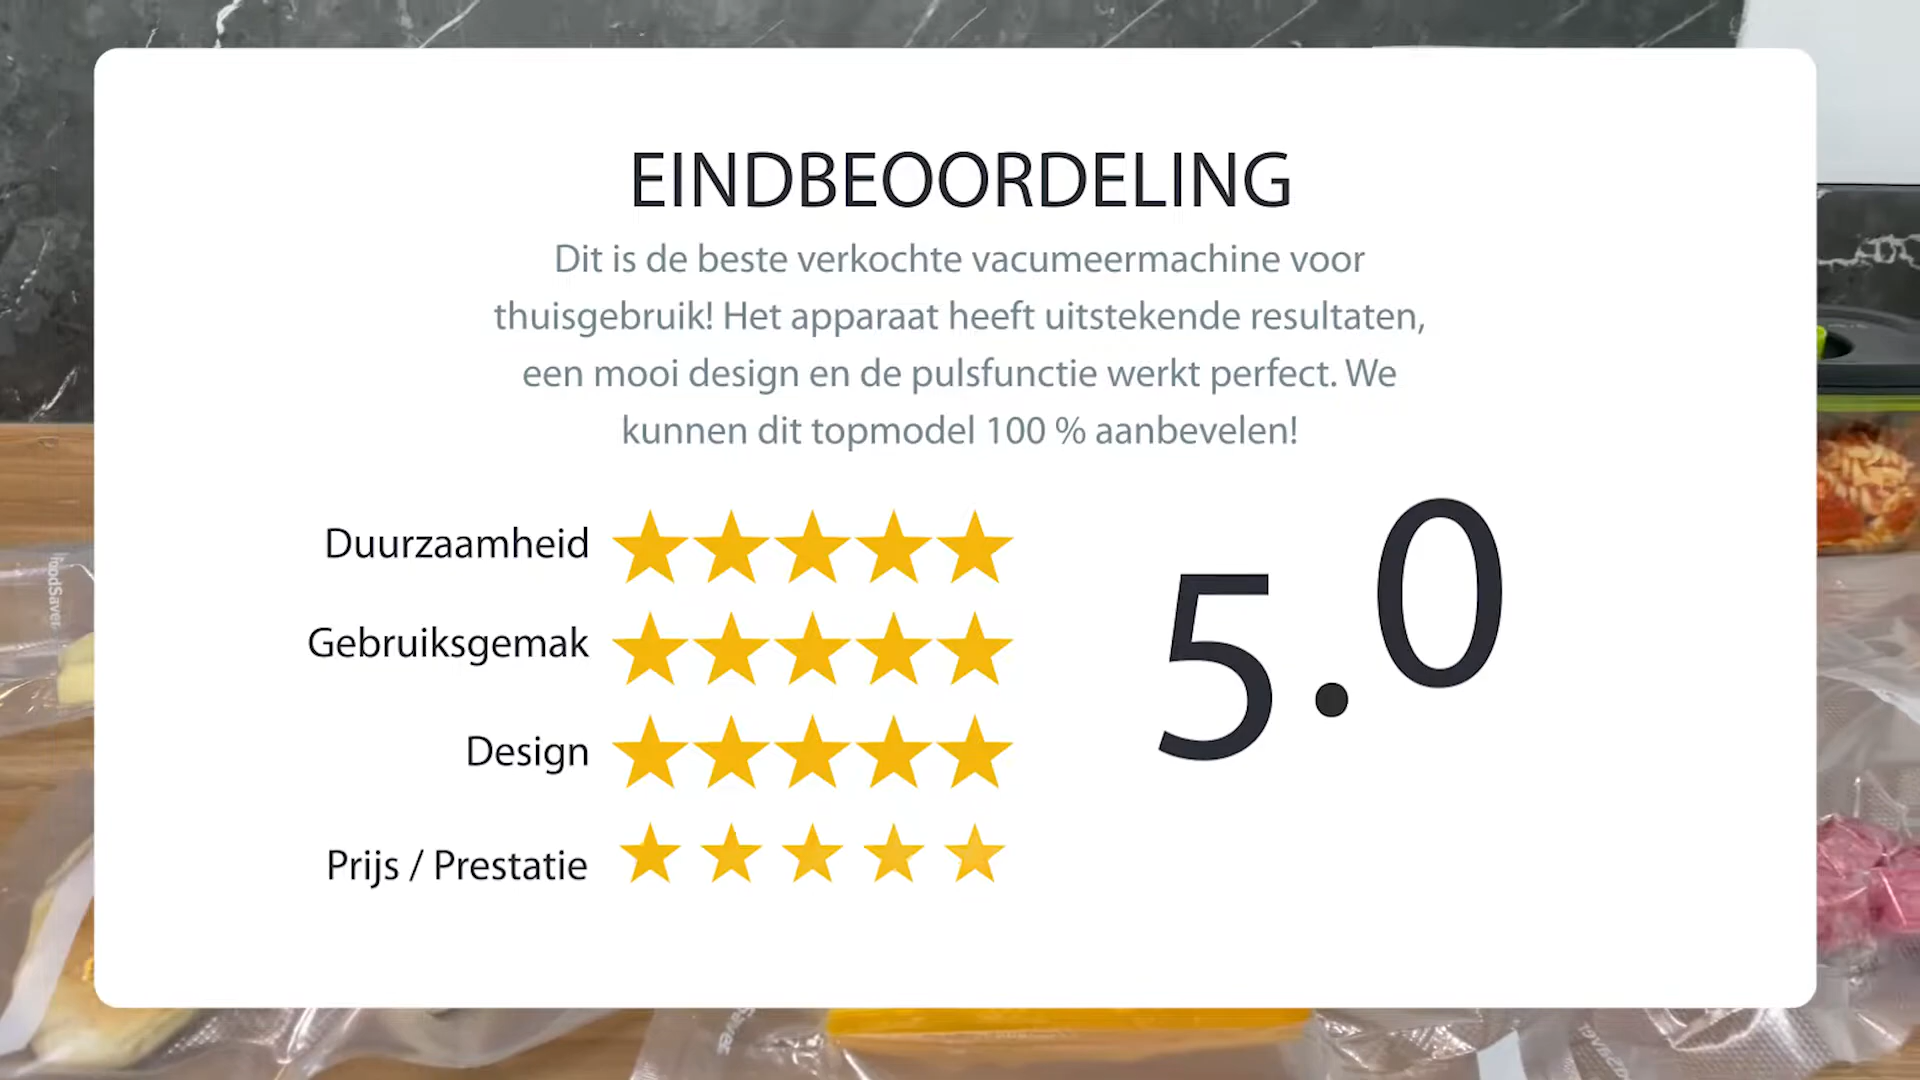 EINDBEOORDELING
Dit is de beste verkochte vacumeermachine voor
thuisgebruik! Het apparaat heeft uitstekende resultaten,
een mooi design en de pulsfunctie werkt perfect. We
kunnen dit topmodel 100 % aanbevelen!
Duurzaamheid
Gebruiksgemak
Design
Prijs / Prestatie
5.0
FoodSaver